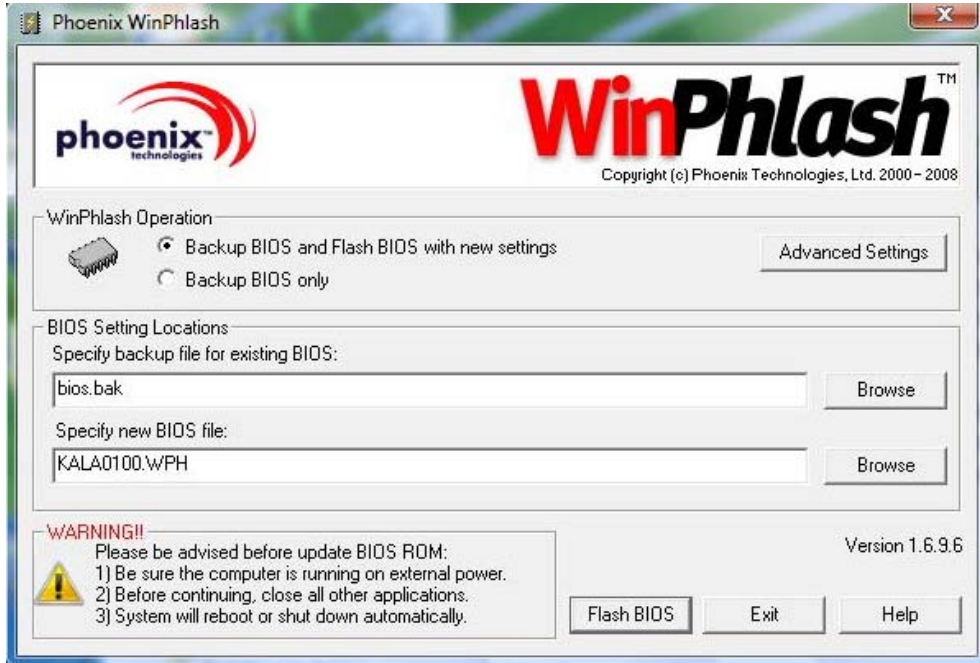 Phoenix WinPhlash
phoenix™
technologies
WinPhlash™
Copyright (c) Phoenix Technologies, Ltd. 2000 - 2008
WinPhlash Operation
Backup BIOS and Flash BIOS with new settings
Advanced Settings
Backup BIOS only
BIOS Setting Locations
Specify backup file for existing BIOS:
bios.bak
Browse
Specify new BIOS file:
KALA0100.WPH
Browse
WARNING!!
Please be advised before update BIOS ROM:
1) Be sure the computer is running on external power.
2) Before continuing, close all other applications.
3) System will reboot or shut down automatically.
Version 1.6.9.6
Flash BIOS
Exit
Help